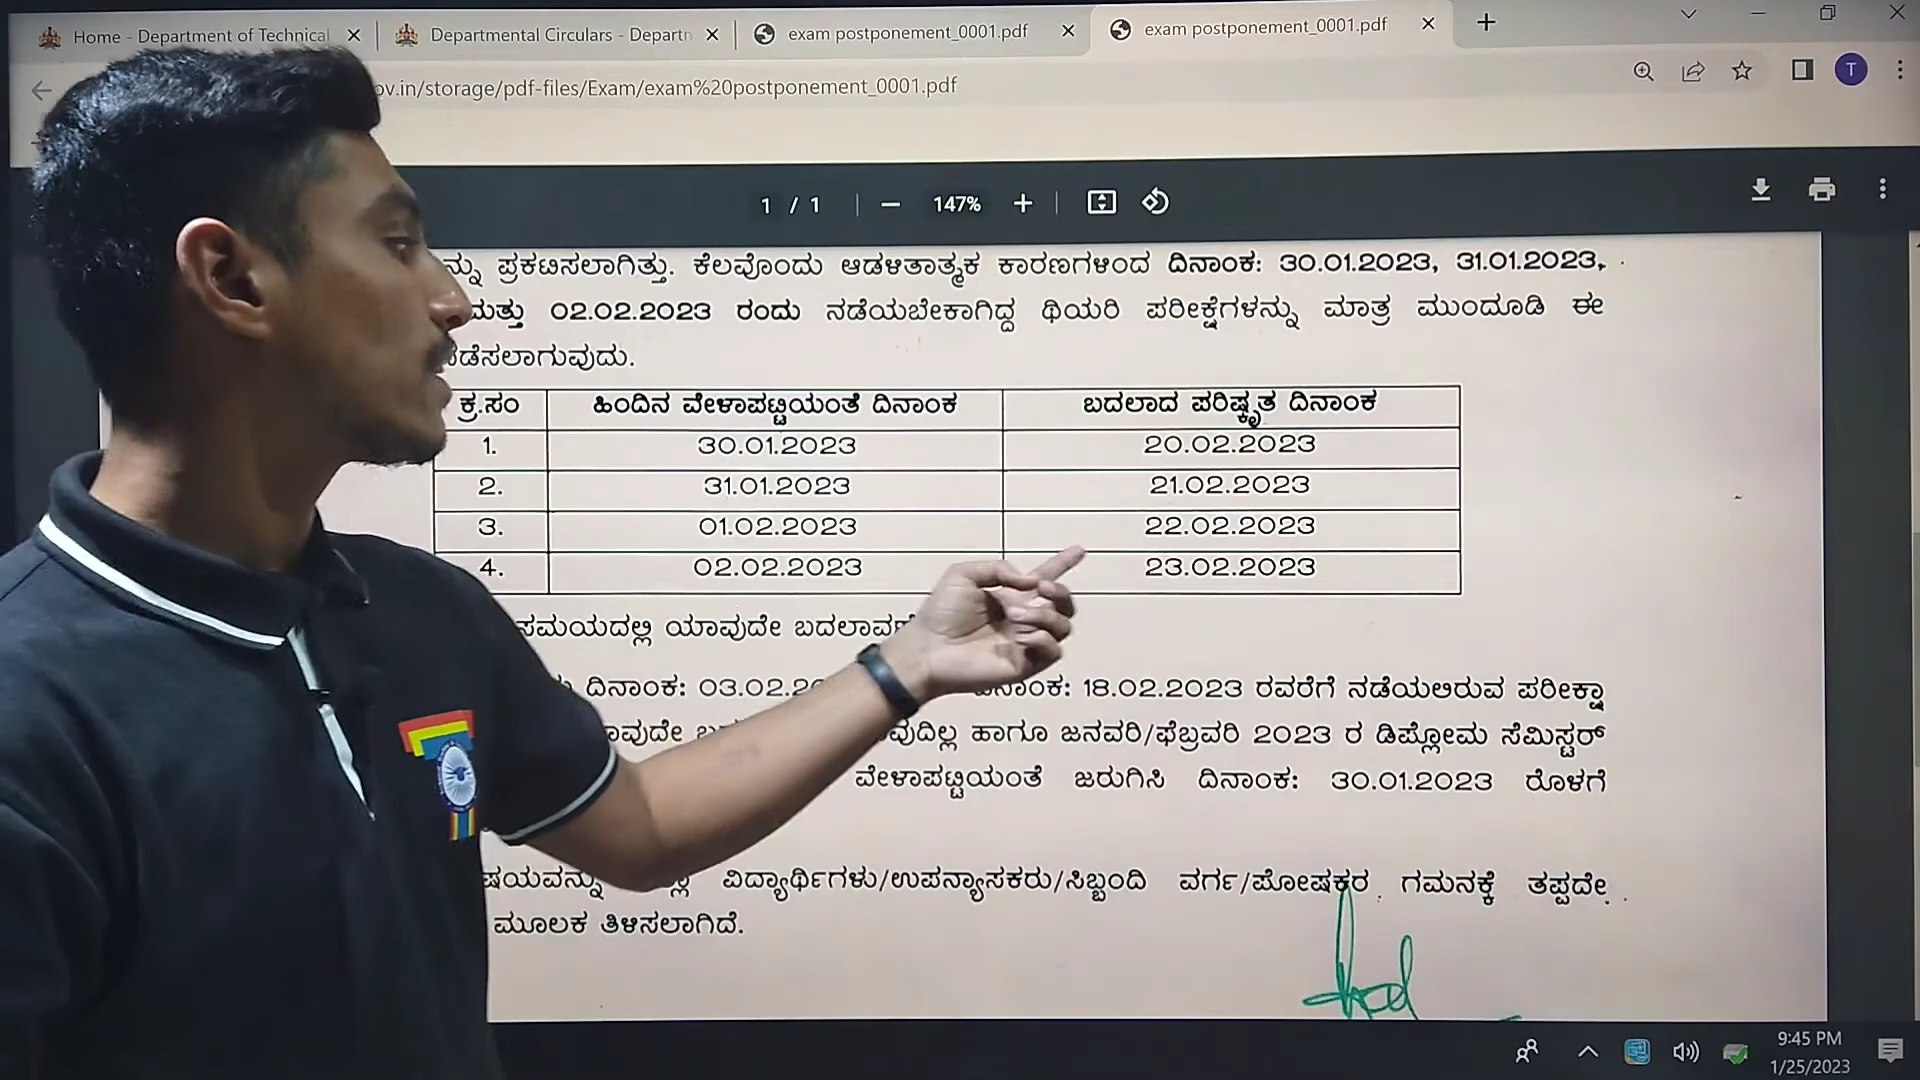 Home - Department of Technical
Departmental Circulars - Departn
exam postponement_0001.pdf
exam postponement_0001.pdf
ov.in/storage/pdf-files/Exam/exam%20postponement_0001.pdf
T
1 / 1
147%
ಪ್ರಕಟಿಸಲಾಗಿತ್ತು. ಕೆಲವೊಂದು ಆಡಳಿತಾತ್ಮಕ ಕಾರಣಗಳಿಂದ ದಿನಾಂಕ: 30.01.2023, 31.01.2023,
ಮತ್ತು 02.02.2023 ರಂದು ನಡೆಯಬೇಕಾಗಿದ್ದ ಥಿಯರಿ ಪರೀಕ್ಷೆಗಳನ್ನು ಮಾತ್ರ ಮುಂದೂಡಿ ಈ
ನಡೆಸಲಾಗುವುದು.
ಕ್ರ.ಸಂ ಹಿಂದಿನ ವೇಳಾಪಟ್ಟಿಯಂತೆ ದಿನಾಂಕ ಬದಲಾದ ಪರಿಷ್ಕೃತ ದಿನಾಂಕ
1. 30.01.2023 20.02.2023
2. 31.01.2023 21.02.2023
3. 01.02.2023 22.02.2023
4. 02.02.2023 23.02.2023
ಸಮಯದಲ್ಲಿ ಯಾವುದೇ
ದಿನಾಂಕ: 03.02.2 18.02.2023 ರವರೆಗೆ ನಡೆಯಲಿರುವ ಪರೀಕ್ಷಾ
ಹಾಗೂ ಜನವರಿ/ಫೆಬ್ರವರಿ 2023 ರ ಡಿಪ್ಲೋಮ ಸೆಮಿಸ್ಟರ್
ವೇಳಾಪಟ್ಟಿಯಂತೆ ಜರುಗಿಸಿ ದಿನಾಂಕ: 30.01.2023 ರೊಳಗೆ
ವಿದ್ಯಾರ್ಥಿಗಳು/ಉಪನ್ಯಾಸಕರು/ಸಿಬ್ಬಂದಿ ವರ್ಗ/ಪೋಷಕರ ಗಮನಕ್ಕೆ ತಪ್ಪದೇ
ಮೂಲಕ ತಿಳಿಸಲಾಗಿದೆ.
9:45 PM
1/25/2023